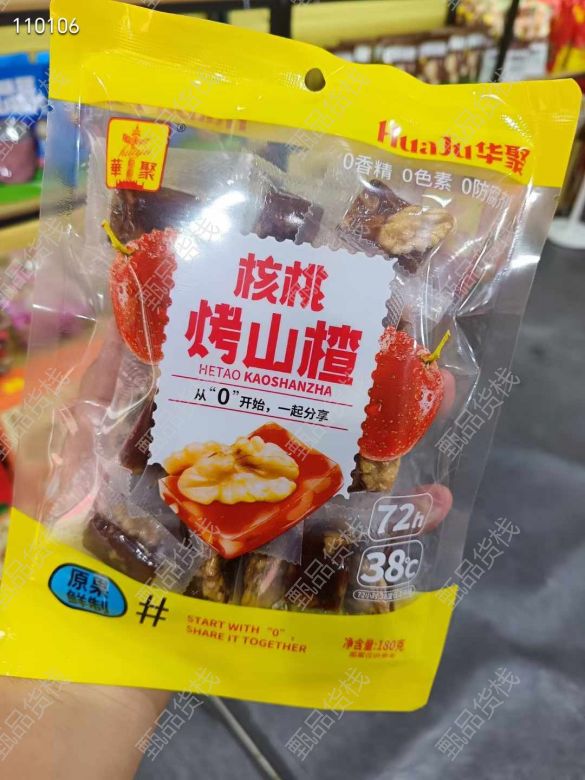 110106
HuaJu华聚
華聚
0香精 0色素 0防腐剂
核桃
烤山楂
HETAO KAOSHANZHA
从“0”开始，一起分享
72h
38℃
原果
鲜制
START WITH "0",
SHARE IT TOGETHER
净含量:180克
甄品货栈